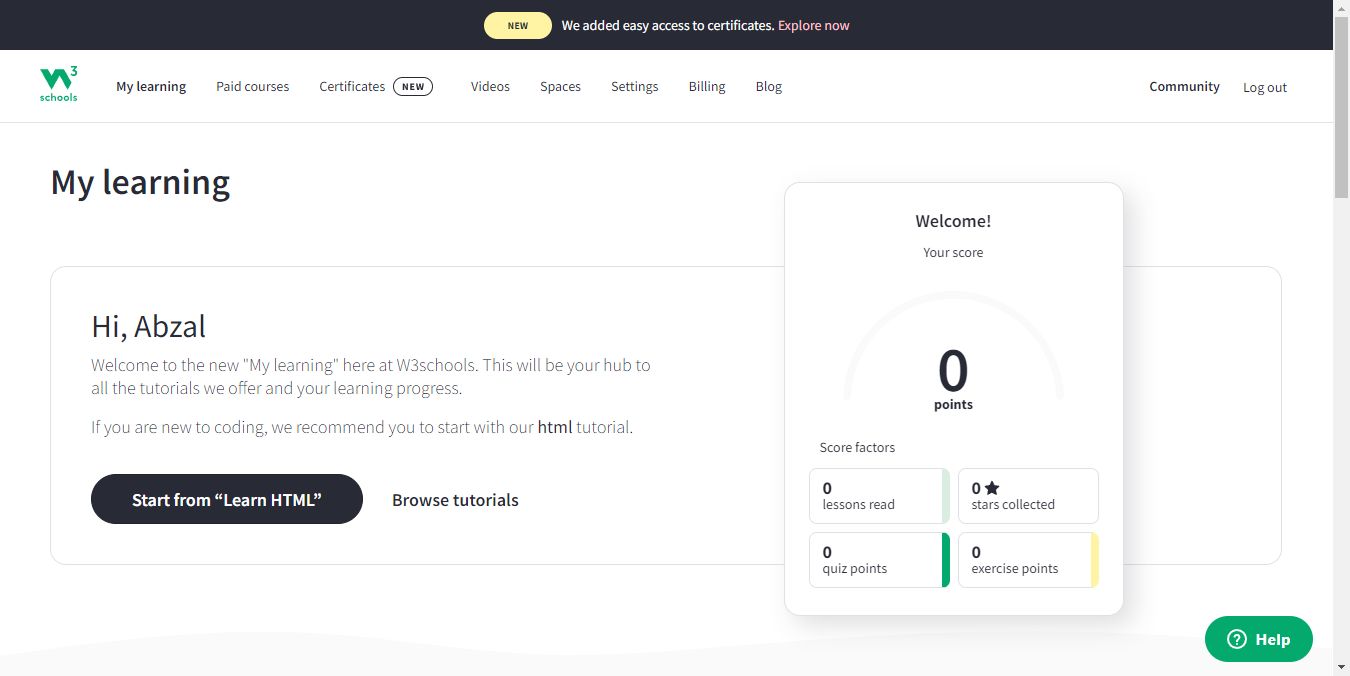 NEW We added easy access to certificates. Explore now
W3 schools
My learning Paid courses Certificates NEW Videos Spaces Settings Billing Blog Community Log out
My learning
Hi, Abzal
Welcome to the new "My learning" here at W3schools. This will be your hub to
all the tutorials we offer and your learning progress.
If you are new to coding, we recommend you to start with our html tutorial.
Start from “Learn HTML” Browse tutorials
Welcome!
Your score
0
points
Score factors
0
lessons read
0
stars collected
0
quiz points
0
exercise points
Help